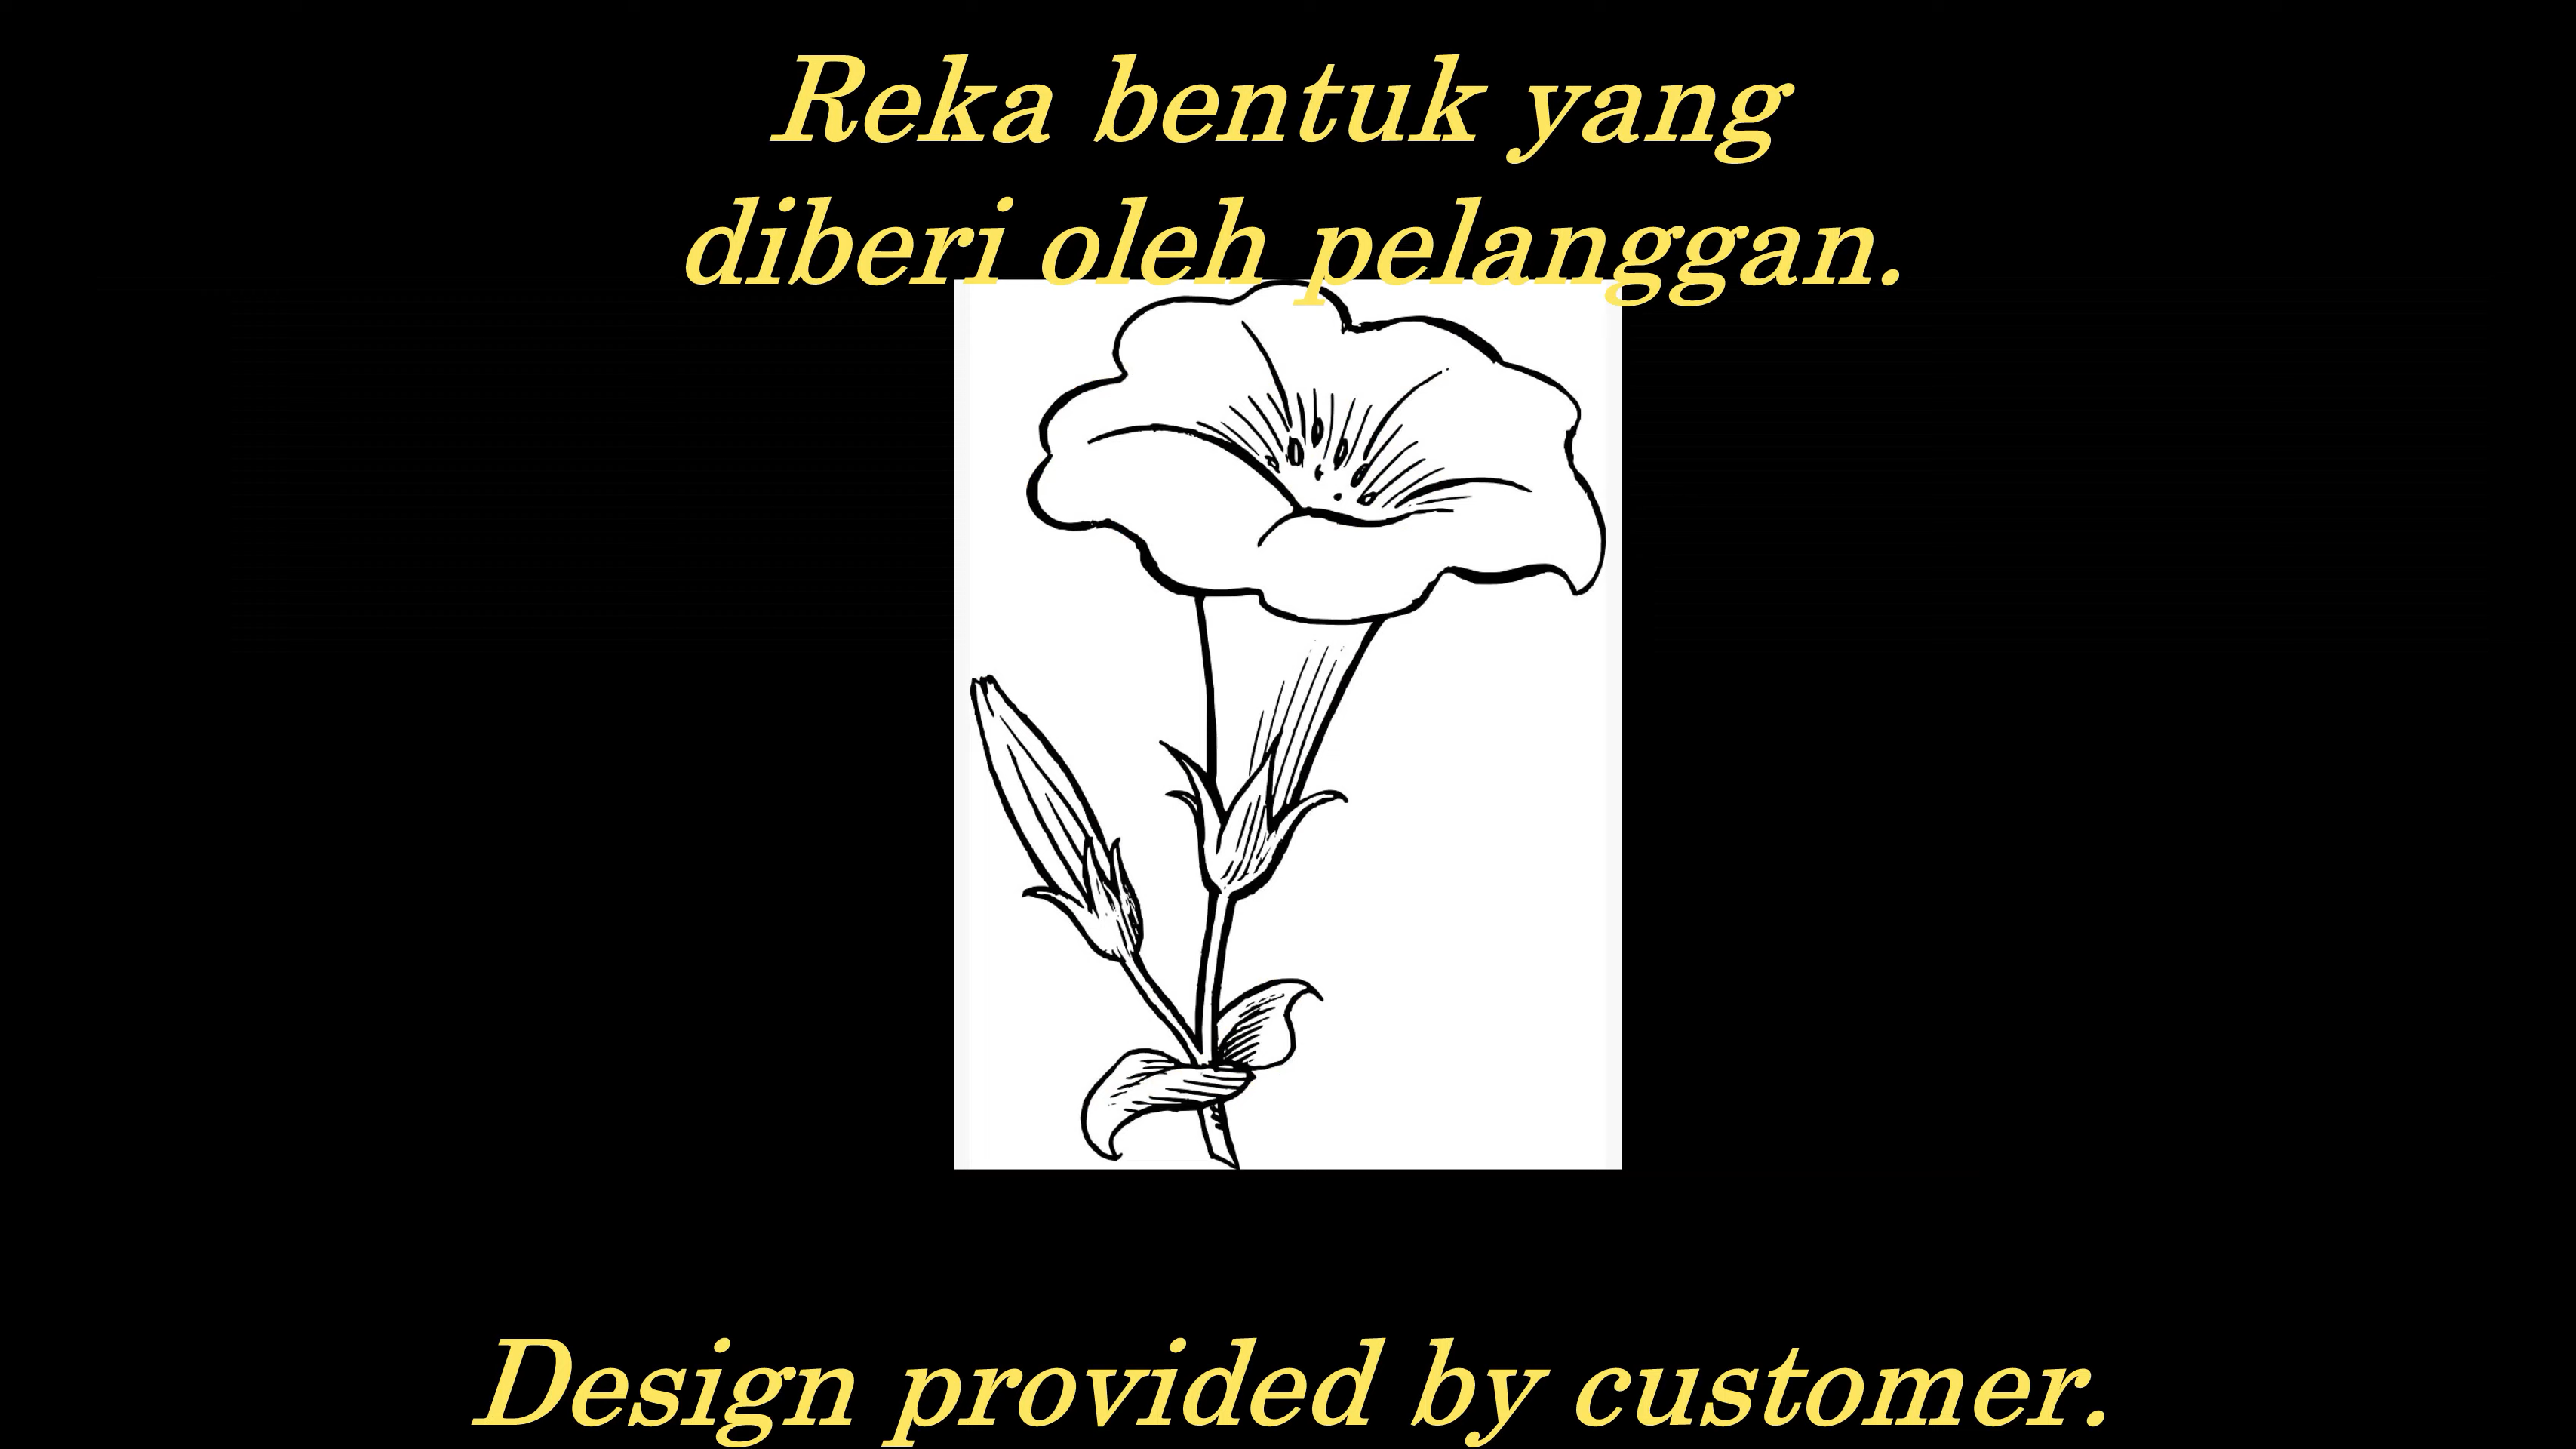 Reka bentuk yang
diberi oleh pelanggan.
Design provided by customer.